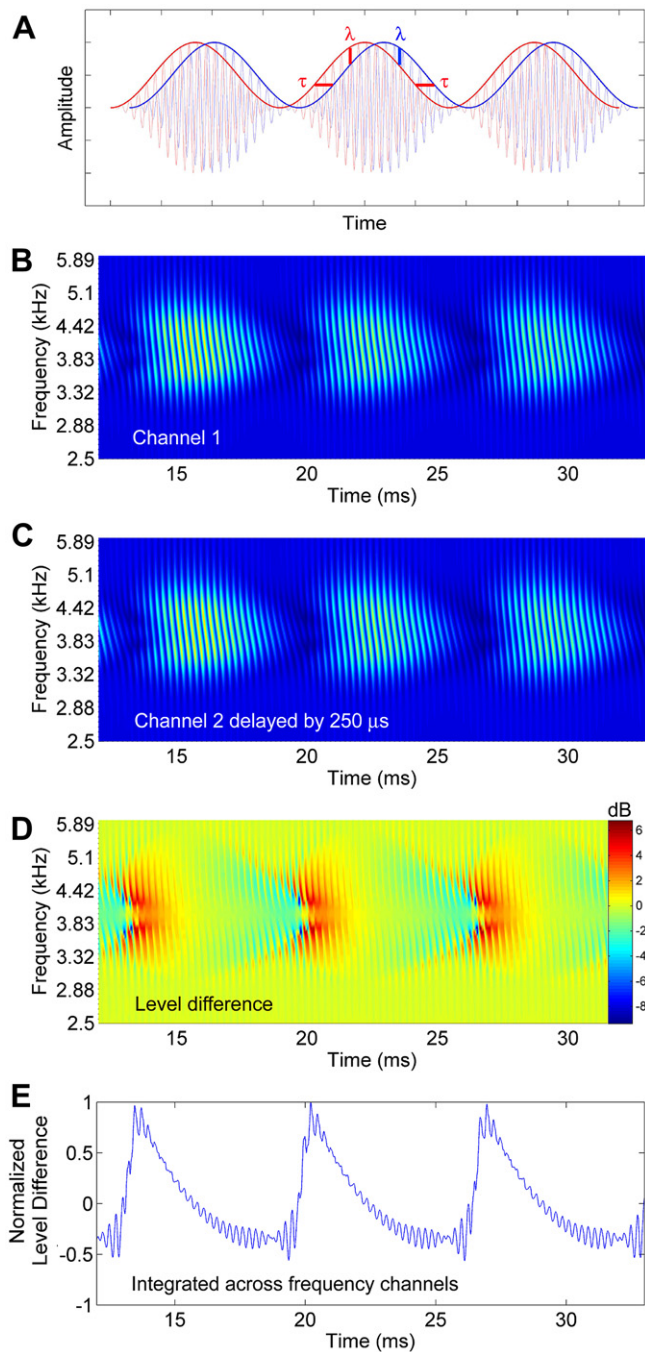 A
λ λ
τ τ
Amplitude
Time
B
Frequency (kHz)
5.89
5.1
4.42
3.83
3.32
2.88
2.5
Channel 1
15 20 25 30
Time (ms)
C
Frequency (kHz)
5.89
5.1
4.42
3.83
3.32
2.88
2.5
Channel 2 delayed by 250 μs
15 20 25 30
Time (ms)
D
dB
Frequency (kHz)
5.89
5.1
4.42
3.83
3.32
2.88
2.5
6
4
2
0
-2
-4
-6
-8
Level difference
15 20 25 30
Time (ms)
E
Normalized
Level Difference
1
0.5
0
-0.5
-1
Integrated across frequency channels
15 20 25 30
Time (ms)